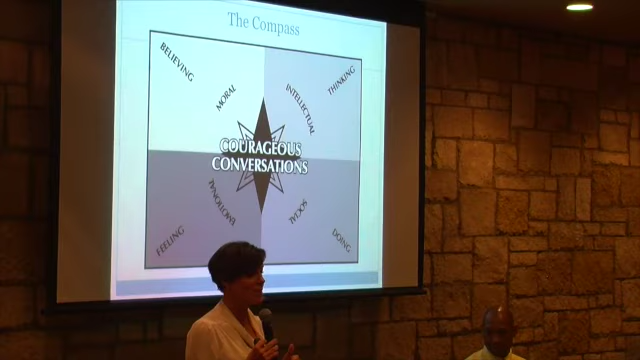 The Compass
BELIEVING
THINKING
MORAL
INTELLECTUAL
COURAGEOUS
CONVERSATIONS
EMOTIONAL
SOCIAL
FEELING
DOING